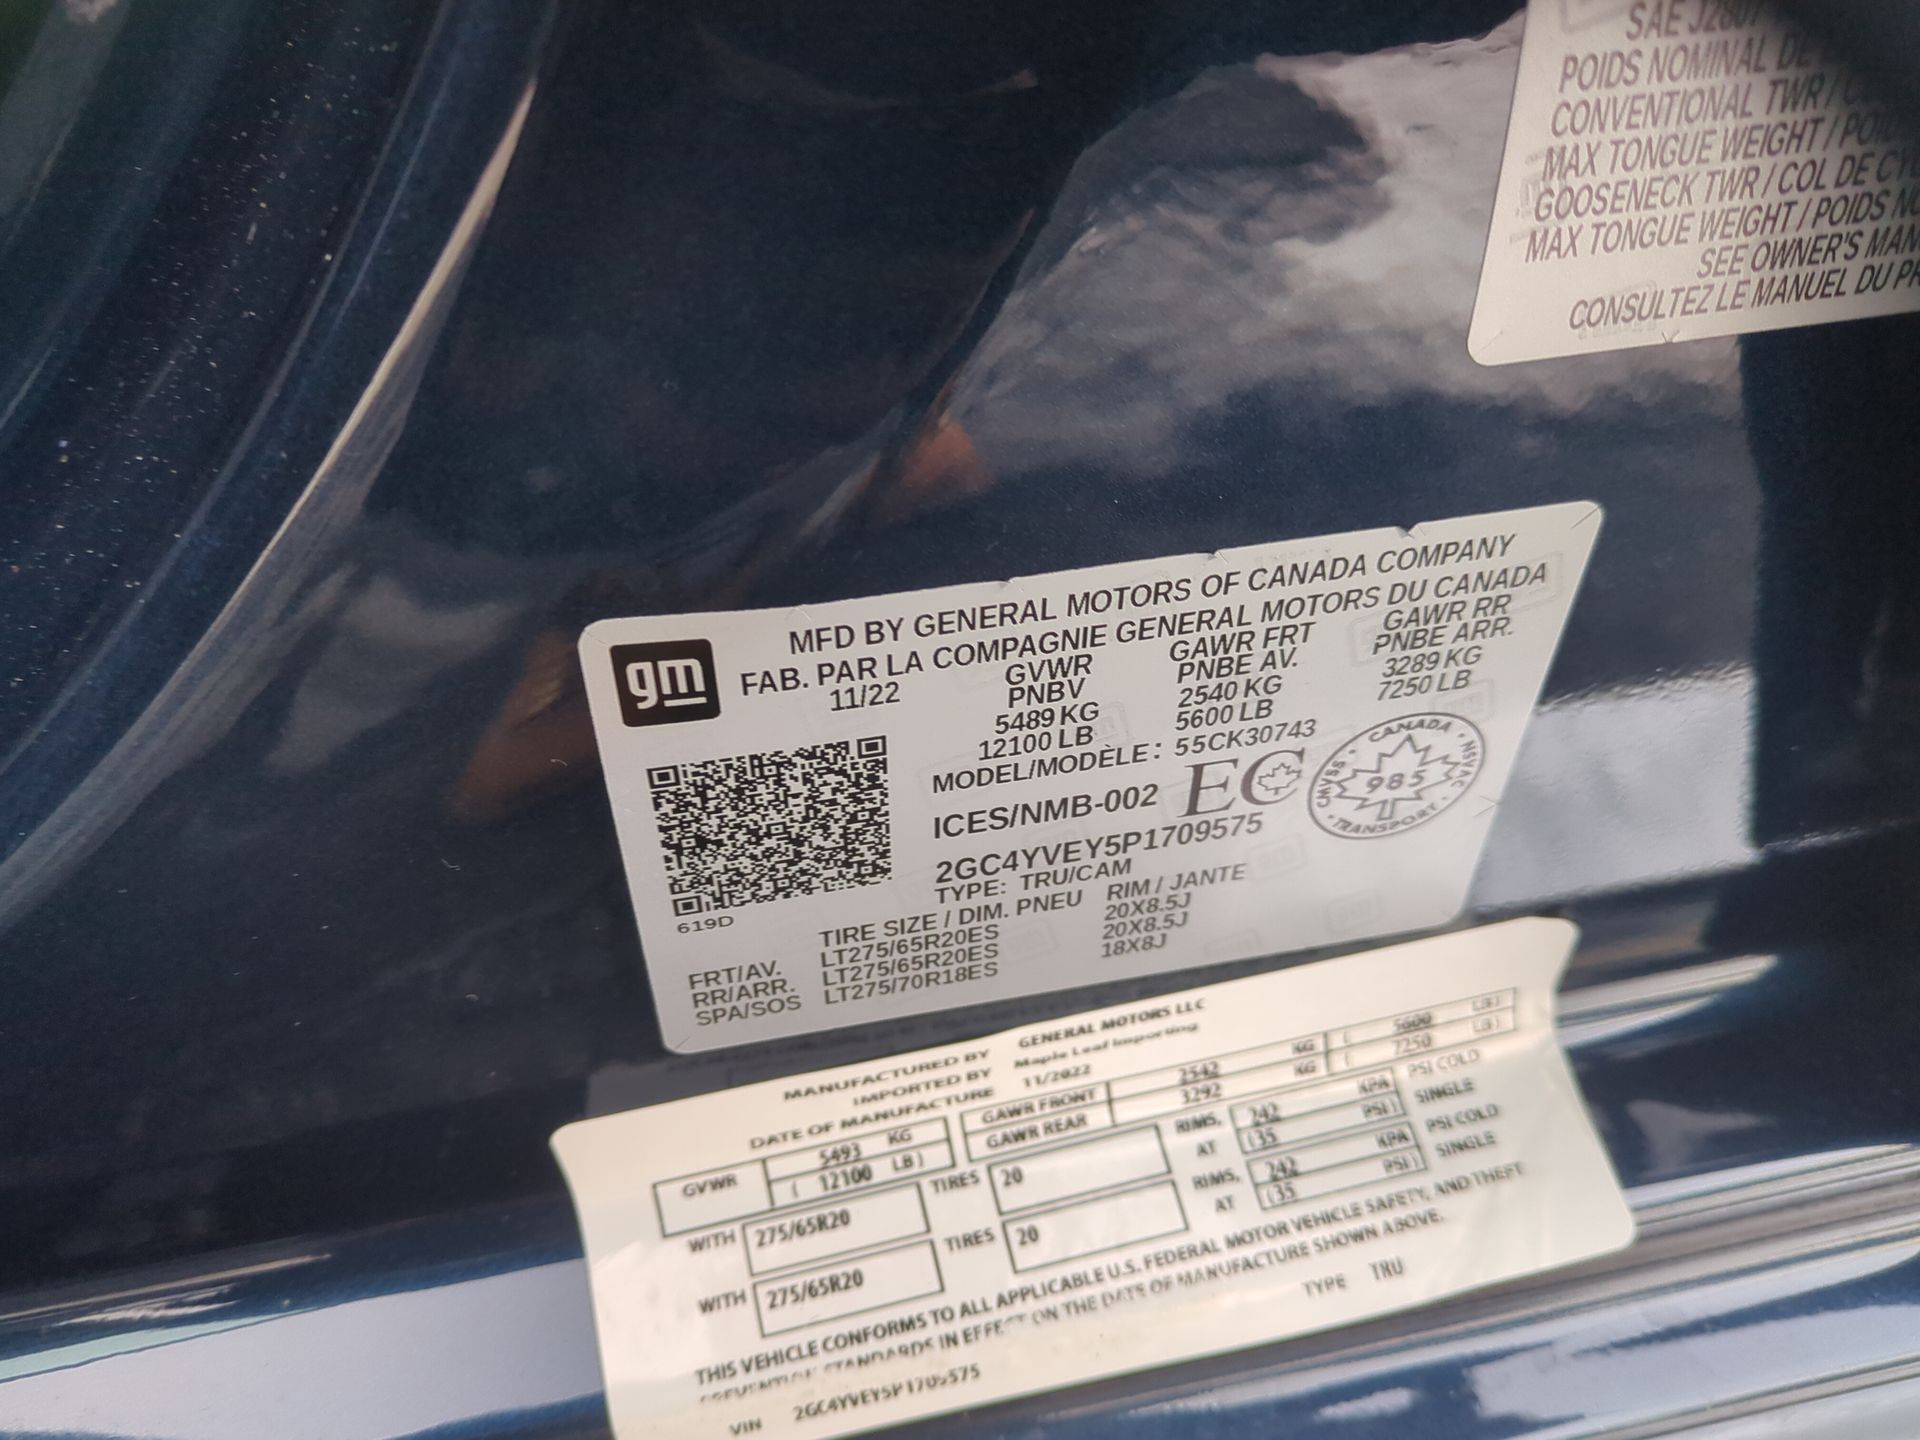 SAE J2807
POIDS NOMINAL DE
CONVENTIONAL TWR /
MAX TONGUE WEIGHT /
GOOSENECK TWR / COL DE
MAX TONGUE WEIGHT / POIDS
SEE OWNER'S
CONSULTEZ LE MANUEL DU
gm
MFD BY GENERAL MOTORS OF CANADA COMPANY
FAB. PAR LA COMPAGNIE GENERAL MOTORS DU CANADA
11/22 GVWR GAWR FRT GAWR RR
PNBV PNBE AV. PNBE ARR.
5489 KG 2540 KG 3289 KG
12100 LB 5600 LB 7250 LB
MODEL/MODÈLE: 55CK30743
ICES/NMB-002 EC
CANADA
CMVSS 985 NSVAC
TRANSPORT
2GC4YVEY5P1709575
TYPE: TRU/CAM
619D
TIRE SIZE / DIM. PNEU RIM / JANTE
FRT/AV. LT275/65R20ES 20X8.5J
RR/ARR. LT275/65R20ES 20X8.5J
SPA/SOS LT275/70R18ES 18X8J
MANUFACTURED BY GENERAL MOTORS LLC
IMPORTED BY Maple Leaf Importing
DATE OF MANUFACTURE 11/2022
GVWR 5493 KG GAWR FRONT 2542 KG ( 5600 LB)
( 12100 LB) GAWR REAR 3292 KG ( 7250 LB)
WITH 275/65R20 TIRES 20 RIMS, 242 KPA PSI COLD
AT (35 PSI) SINGLE
WITH 275/65R20 TIRES 20 RIMS, 242 KPA PSI COLD
AT (35 PSI) SINGLE
THIS VEHICLE CONFORMS TO ALL APPLICABLE U.S. FEDERAL MOTOR VEHICLE SAFETY, AND THEFT
PREVENTION STANDARDS IN EFFECT ON THE DATE OF MANUFACTURE SHOWN ABOVE.
VIN 2GC4YVEY5P1709575 TYPE TRU